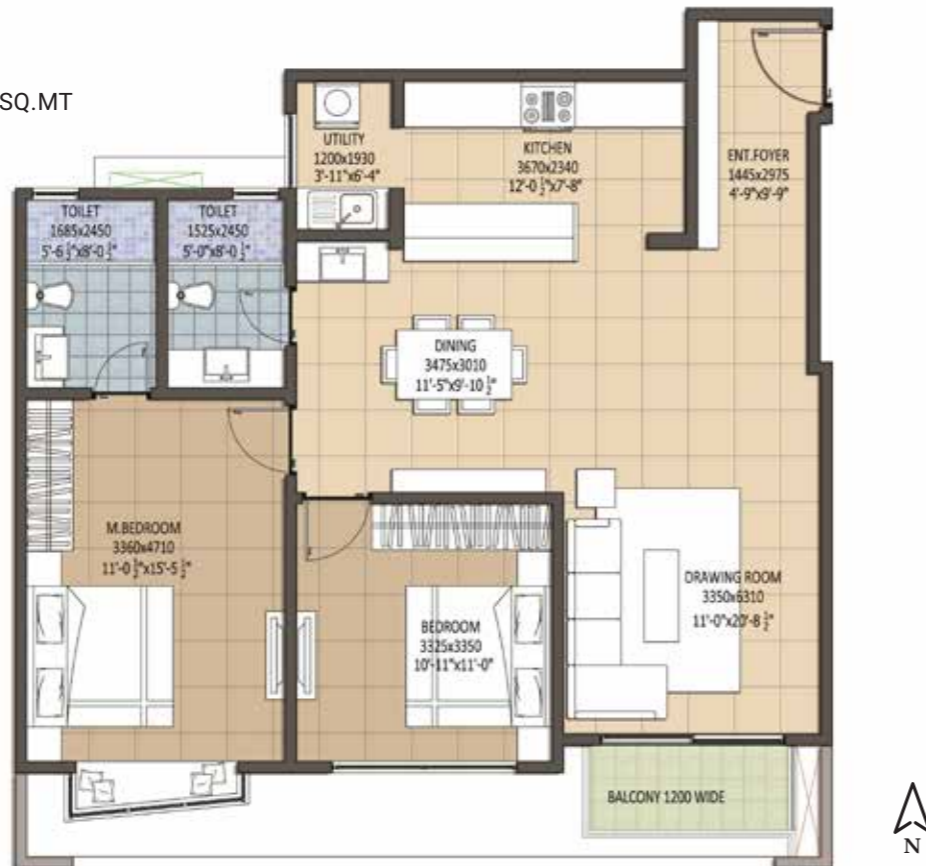 SQ.MT
UTILITY
1200x1930
3'-11"x6'-4"
KITCHEN
3670x2340
12'-0 1/2"x7'-8"
ENT.FOYER
1445x2975
4'-9"x9'-9"
TOILET
1685x2450
5'-6 1/2"x8'-0 1/2"
TOILET
1525x2450
5'-0"x8'-0 1/2"
DINING
3475x3010
11'-5"x9'-10 1/2"
M.BEDROOM
3360x4710
11'-0 1/2"x15'-5 1/2"
BEDROOM
3325x3350
10'-11"x11'-0"
DRAWING ROOM
3350x6310
11'-0"x20'-8 1/2"
BALCONY 1200 WIDE
N